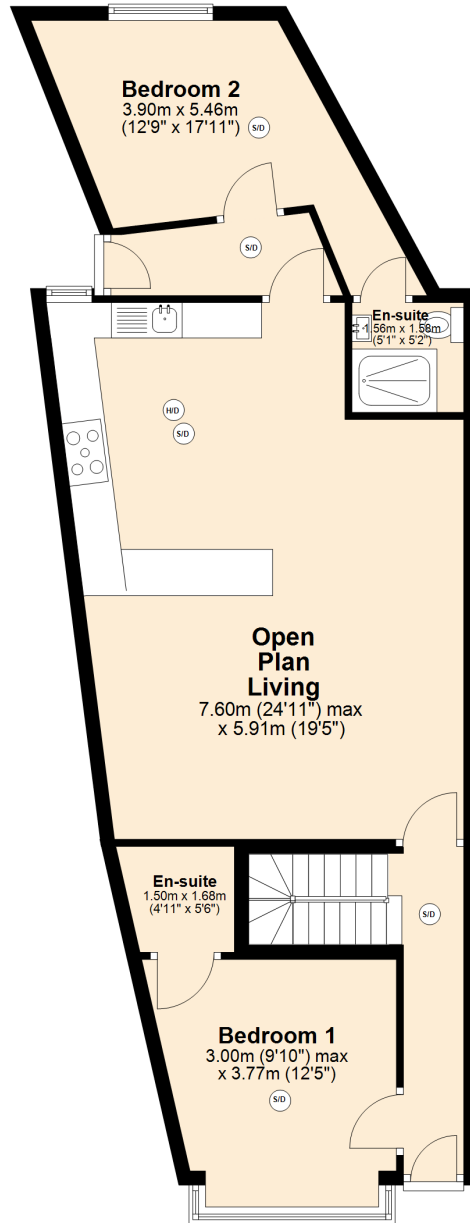 Bedroom 2
3.90m x 5.46m
(12'9" x 17'11")
S/D
S/D
En-suite
1.56m x 1.58m
(5'1" x 5'2")
H/D
S/D
Open
Plan
Living
7.60m (24'11") max
x 5.91m (19'5")
En-suite
1.50m x 1.68m
(4'11" x 5'6")
S/D
Bedroom 1
3.00m (9'10") max
x 3.77m (12'5")
S/D